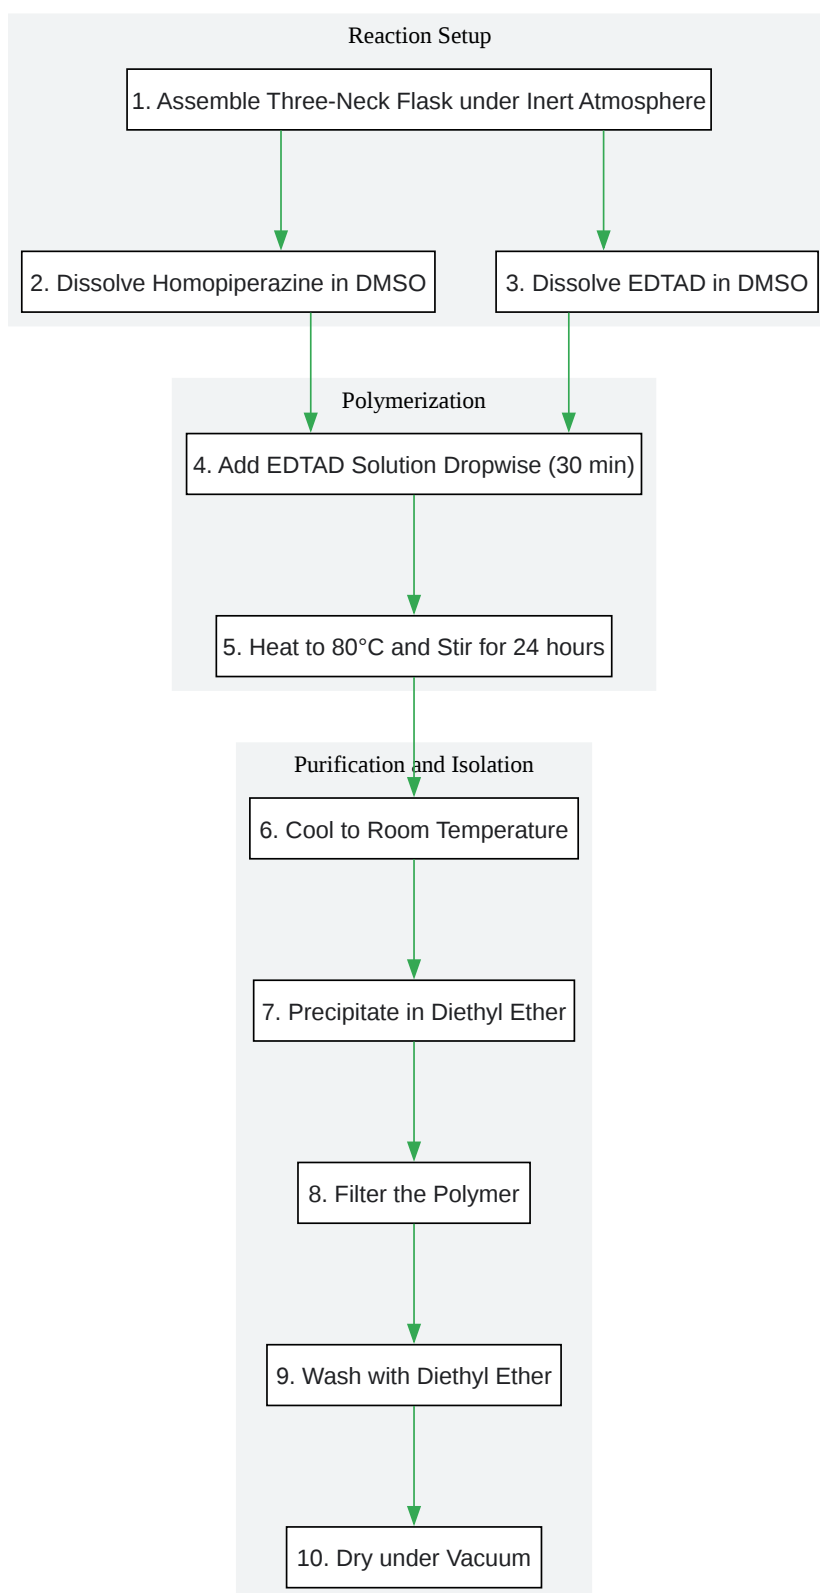 Reaction Setup
1. Assemble Three-Neck Flask under Inert Atmosphere
2. Dissolve Homopiperazine in DMSO
3. Dissolve EDTAD in DMSO
Polymerization
4. Add EDTAD Solution Dropwise (30 min)
5. Heat to 80°C and Stir for 24 hours
Purification and Isolation
6. Cool to Room Temperature
7. Precipitate in Diethyl Ether
8. Filter the Polymer
9. Wash with Diethyl Ether
10. Dry under Vacuum